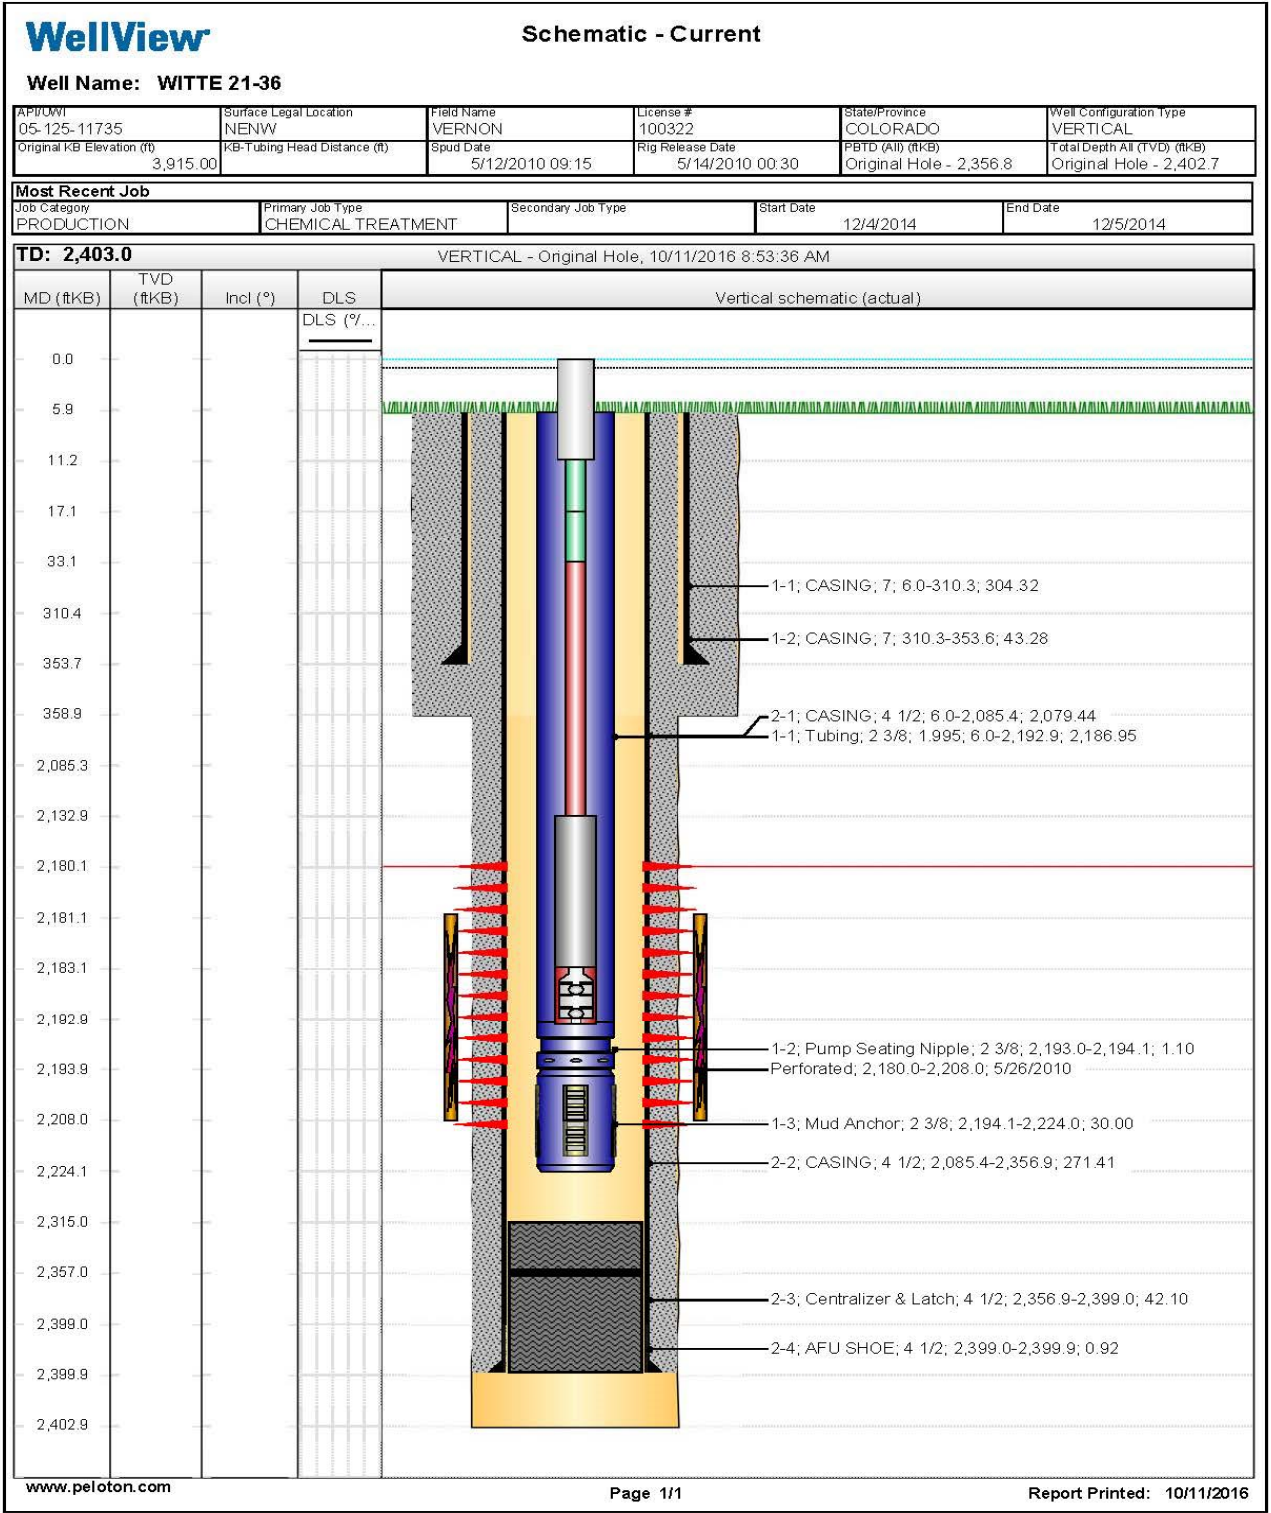 WellView®
Schematic - Current
Well Name: WITTE 21-36
API/UWI Surface Legal Location Field Name License # State/Province Well Configuration Type
05-125-11735 NENW VERNON 100322 COLORADO VERTICAL
Original KB Elevation (ft) KB-Tubing Head Distance (ft) Spud Date Rig Release Date PBTD (All) (ftKB) Total Depth All (TVD) (ftKB)
3,915.00 5/12/2010 09:15 5/14/2010 00:30 Original Hole - 2,356.8 Original Hole - 2,402.7
Most Recent Job
Job Category Primary Job Type Secondary Job Type Start Date End Date
PRODUCTION CHEMICAL TREATMENT 12/4/2014 12/5/2014
TD: 2,403.0 VERTICAL - Original Hole, 10/11/2016 8:53:36 AM
MD (ftKB) TVD (ftKB) Incl (°) DLS Vertical schematic (actual)
DLS (°/...
0.0
5.9
11.2
17.1
33.1
1-1; CASING; 7; 6.0-310.3; 304.32
310.4
1-2; CASING; 7; 310.3-353.6; 43.28
353.7
358.9
2-1; CASING; 4 1/2; 6.0-2,085.4; 2,079.44
1-1; Tubing; 2 3/8; 1.995; 6.0-2,192.9; 2,186.95
2,085.3
2,132.9
2,180.1
2,181.1
2,183.1
2,192.9
1-2; Pump Seating Nipple; 2 3/8; 2,193.0-2,194.1; 1.10
2,193.9
Perforated; 2,180.0-2,208.0; 5/26/2010
2,208.0
1-3; Mud Anchor; 2 3/8; 2,194.1-2,224.0; 30.00
2-2; CASING; 4 1/2; 2,085.4-2,356.9; 271.41
2,224.1
2,315.0
2,357.0
2-3; Centralizer & Latch; 4 1/2; 2,356.9-2,399.0; 42.10
2,399.0
2-4; AFU SHOE; 4 1/2; 2,399.0-2,399.9; 0.92
2,399.9
2,402.9
www.peloton.com Page 1/1 Report Printed: 10/11/2016